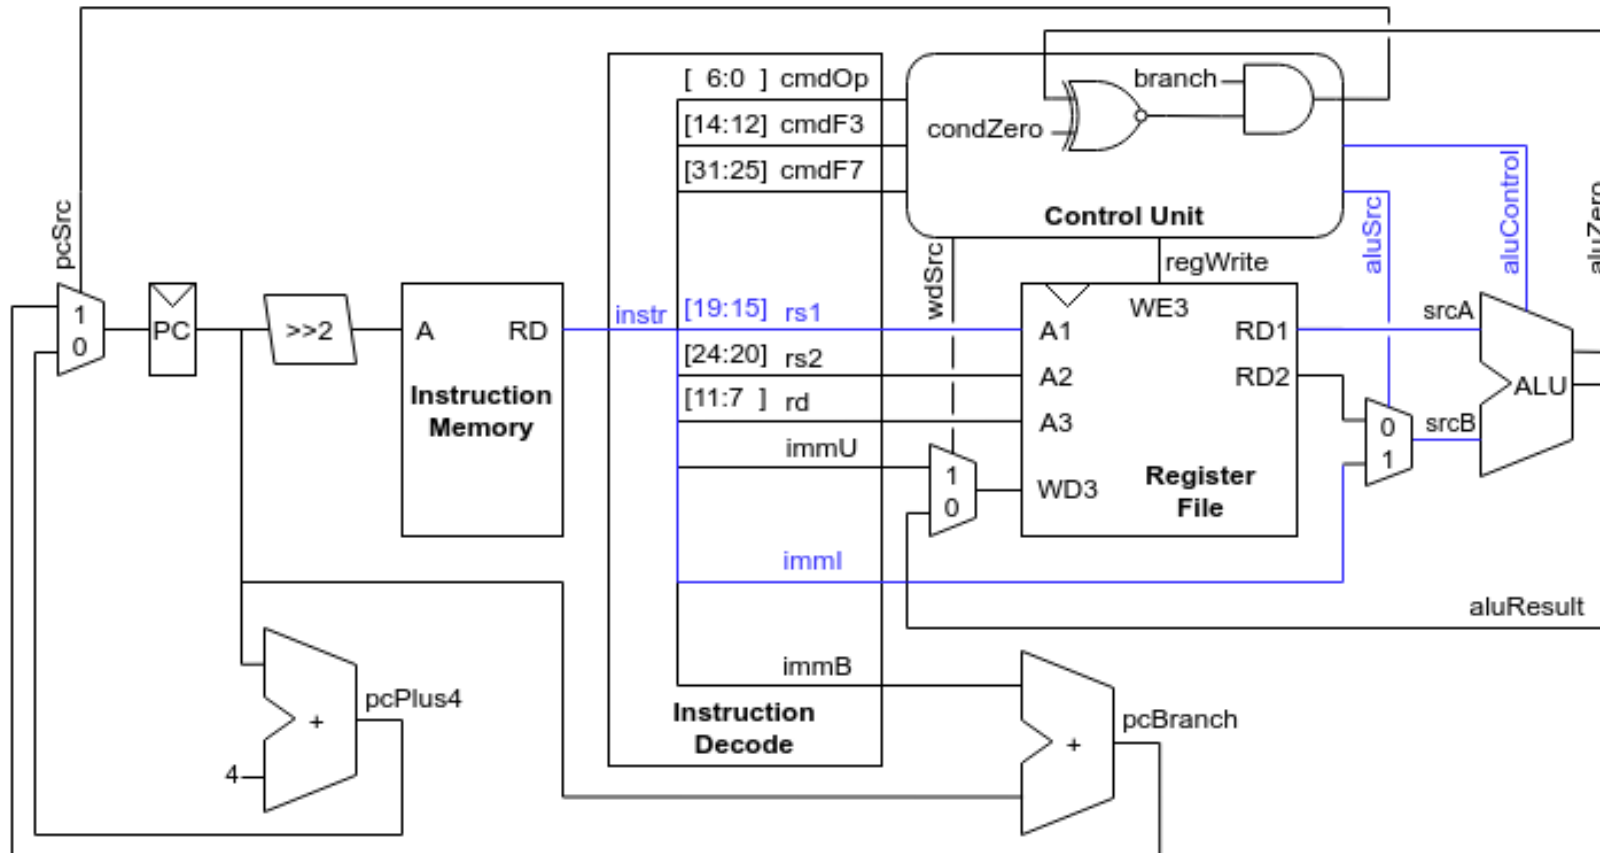 [ 6:0 ] cmdOp
branch
[14:12] cmdF3
condZero
[31:25] cmdF7
Control Unit
pcSrc
wdSrc
regWrite
aluSrc
aluControl
aluZero
1
0
PC
>>2
A
RD
Instruction
Memory
instr
[19:15] rs1
[24:20] rs2
[11:7 ] rd
immU
1
0
A1
A2
A3
WD3
WE3
RD1
RD2
Register
File
srcA
srcB
0
1
ALU
immI
aluResult
immB
Instruction
Decode
pcPlus4
+
4
pcBranch
+